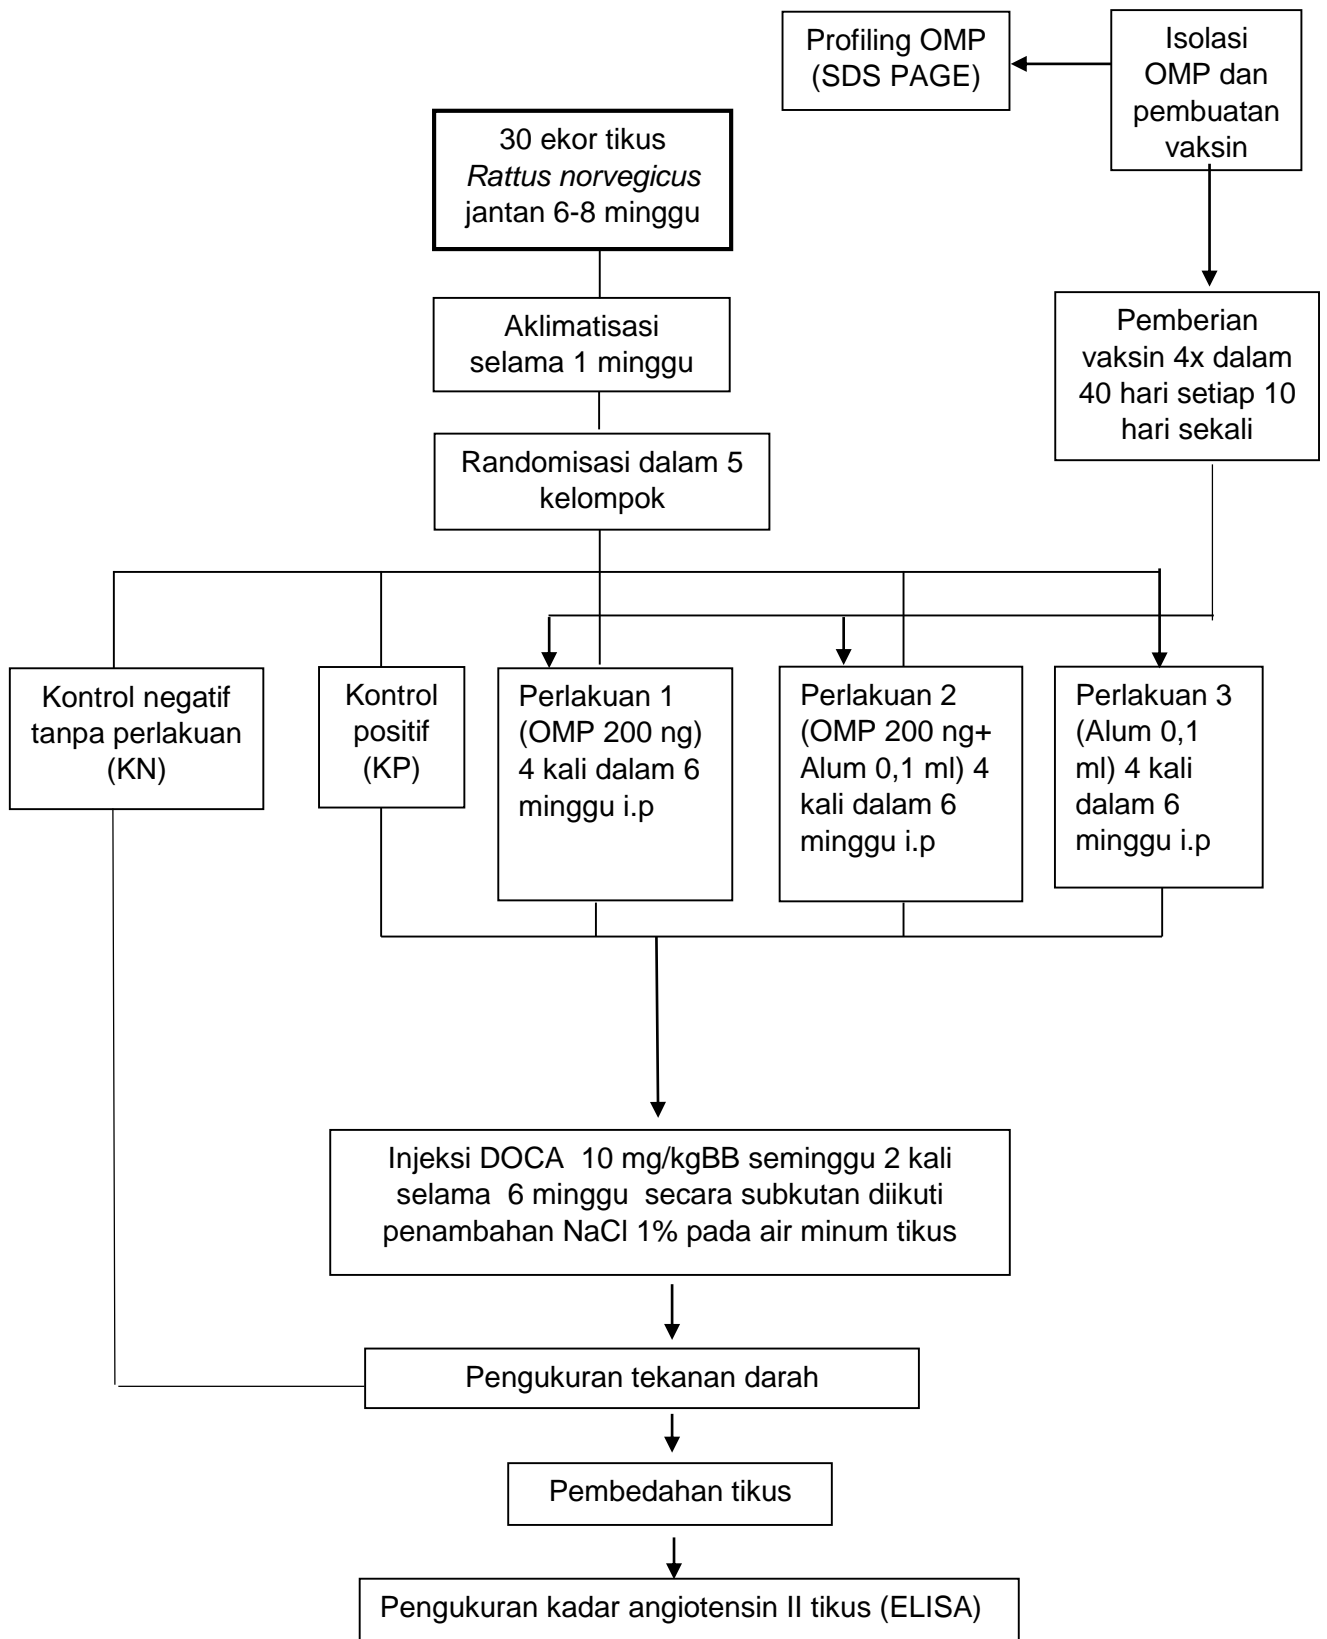 Profiling OMP
(SDS PAGE)
Isolasi
OMP dan
pembuatan
vaksin
30 ekor tikus
Rattus norvegicus
jantan 6-8 minggu
Aklimatisasi
selama 1 minggu
Pemberian
vaksin 4x dalam
40 hari setiap 10
hari sekali
Randomisasi dalam 5
kelompok
Kontrol negatif
tanpa perlakuan
(KN)
Kontrol
positif
(KP)
Perlakuan 1
(OMP 200 ng)
4 kali dalam 6
minggu i.p
Perlakuan 2
(OMP 200 ng+
Alum 0,1 ml) 4
kali dalam 6
minggu i.p
Perlakuan 3
(Alum 0,1
ml) 4 kali
dalam 6
minggu i.p
Injeksi DOCA 10 mg/kgBB seminggu 2 kali
selama 6 minggu secara subkutan diikuti
penambahan NaCl 1% pada air minum tikus
Pengukuran tekanan darah
Pembedahan tikus
Pengukuran kadar angiotensin II tikus (ELISA)